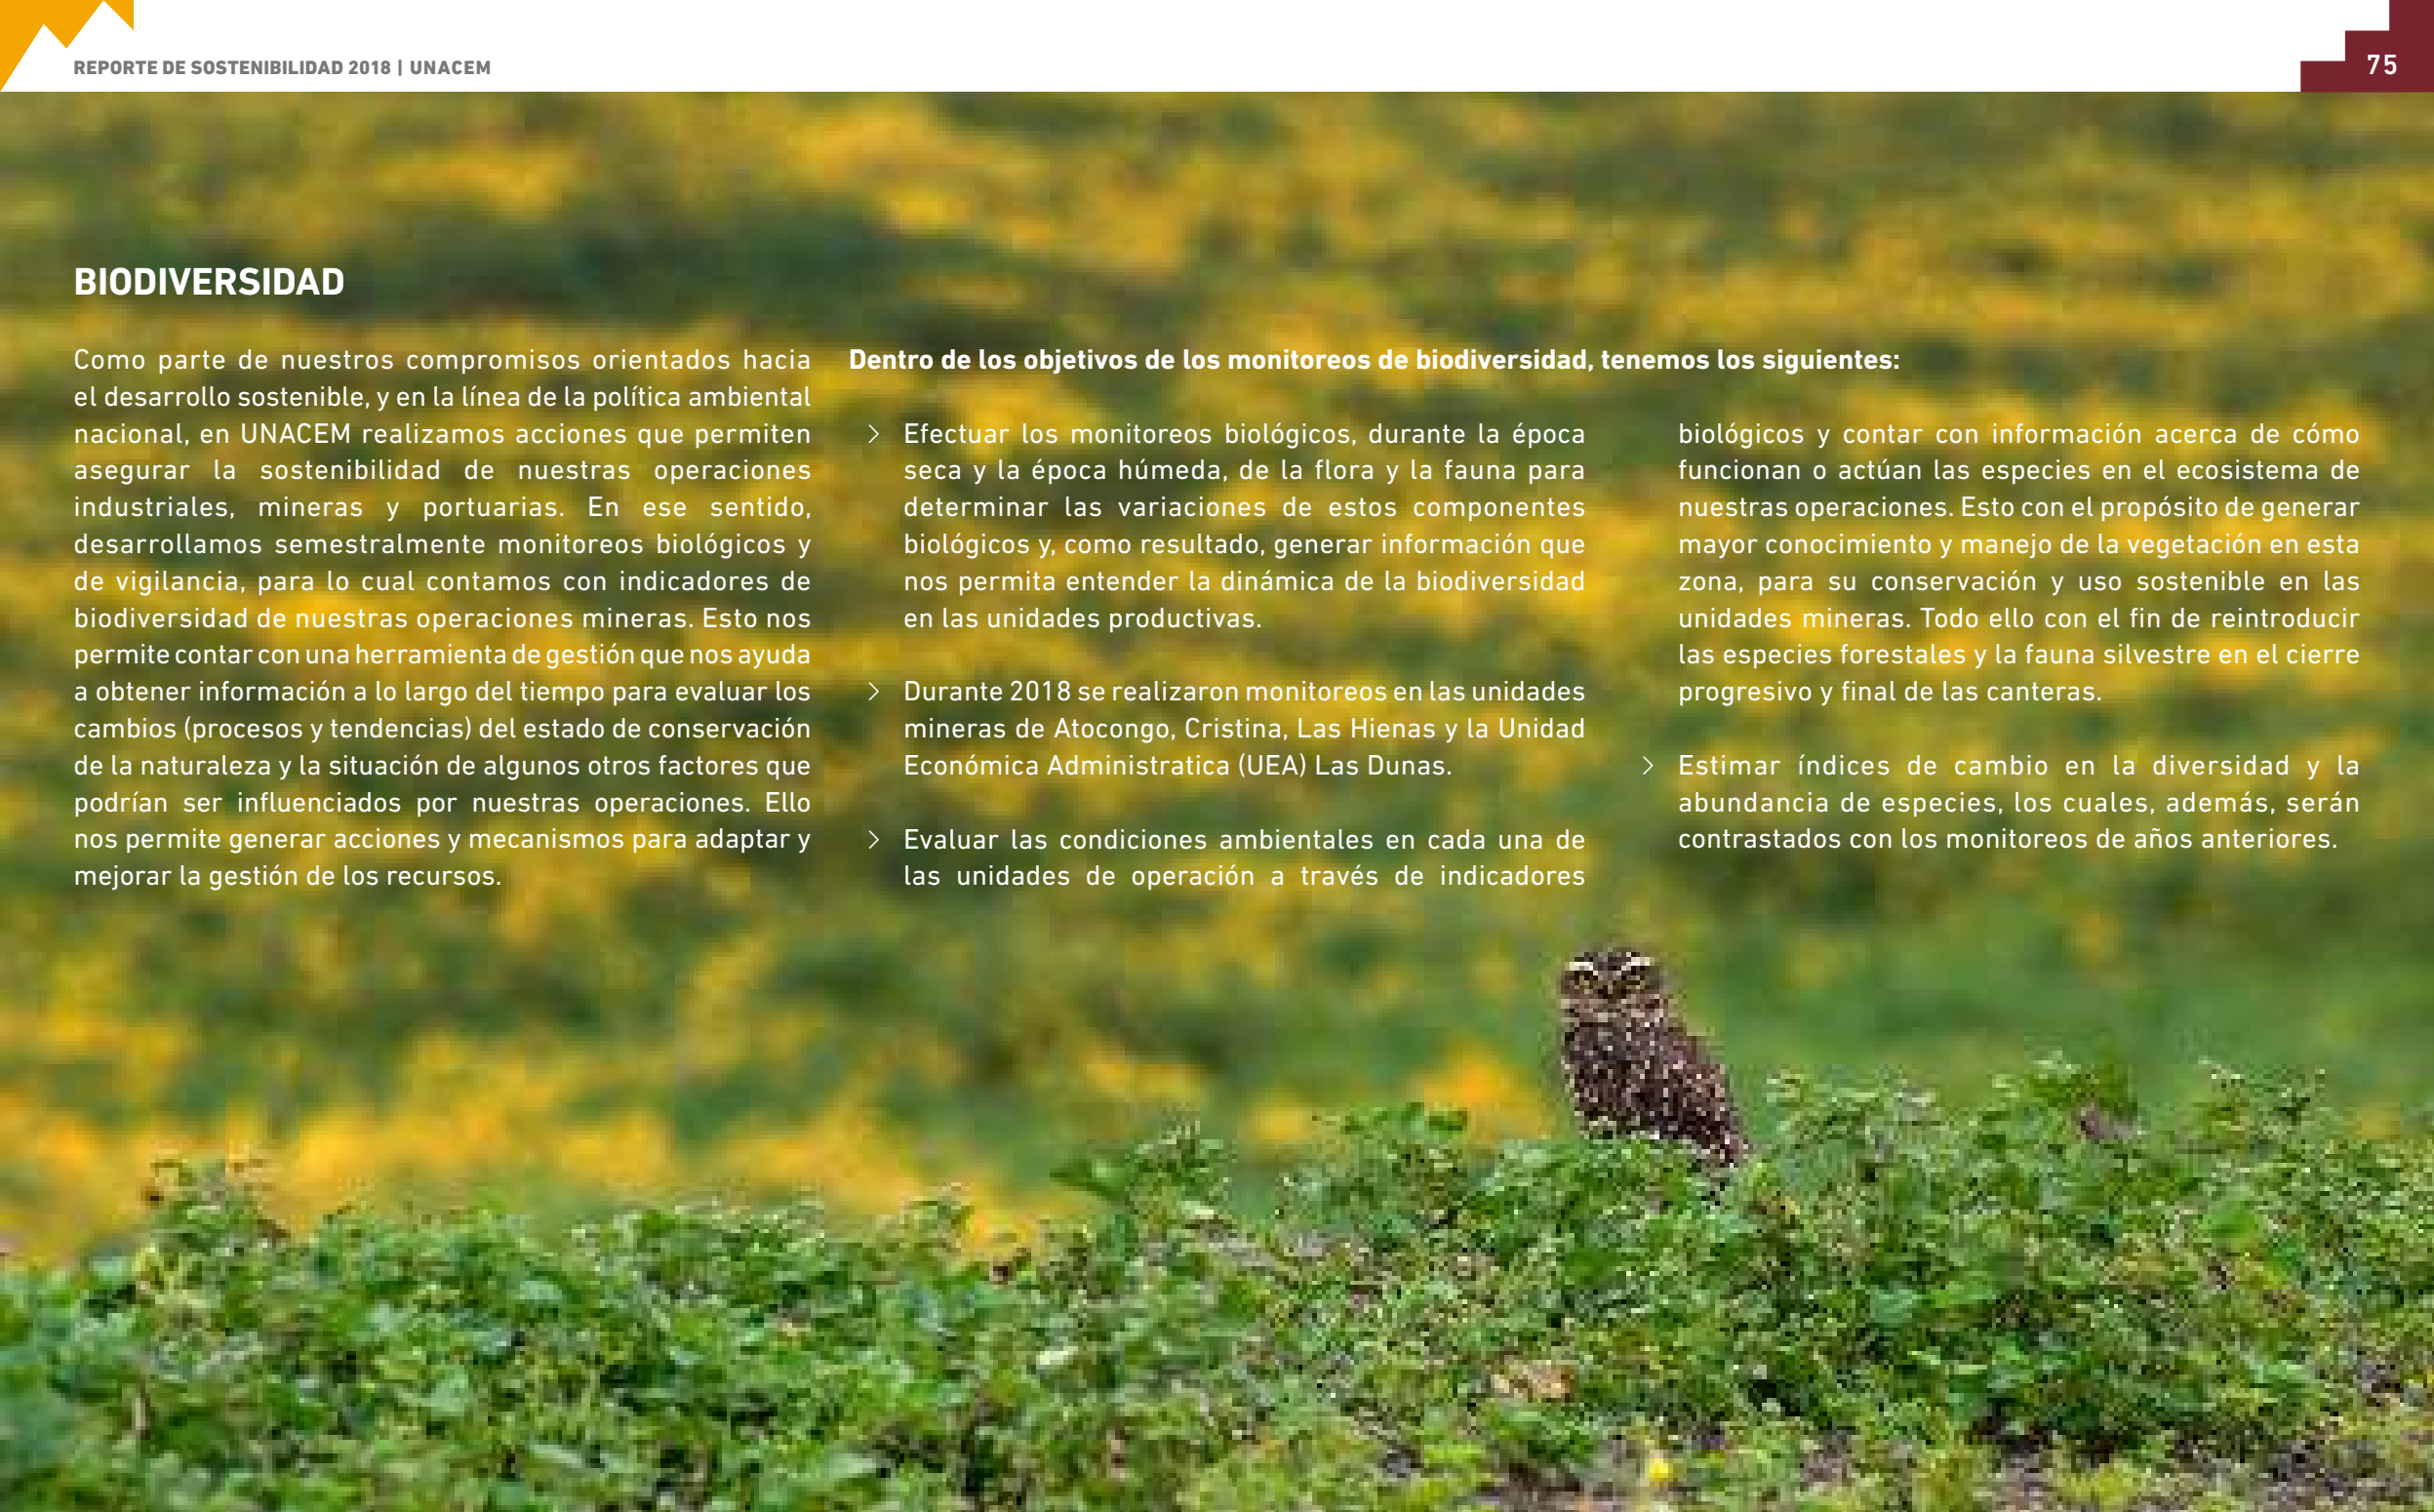 REPORTE DE SOSTENIBILIDAD 2018 | UNACEM
75
BIODIVERSIDAD
Como parte de nuestros compromisos orientados hacia
el desarrollo sostenible, y en la línea de la política ambiental
nacional, en UNACEM realizamos acciones que permiten
asegurar la sostenibilidad de nuestras operaciones
industriales, mineras y portuarias. En ese sentido,
desarrollamos semestralmente monitoreos biológicos y
de vigilancia, para lo cual contamos con indicadores de
biodiversidad de nuestras operaciones mineras. Esto nos
permite contar con una herramienta de gestión que nos ayuda
a obtener información a lo largo del tiempo para evaluar los
cambios (procesos y tendencias) del estado de conservación
de la naturaleza y la situación de algunos otros factores que
podrían ser influenciados por nuestras operaciones. Ello
nos permite generar acciones y mecanismos para adaptar y
mejorar la gestión de los recursos.
Dentro de los objetivos de los monitoreos de biodiversidad, tenemos los siguientes:
> Efectuar los monitoreos biológicos, durante la época
seca y la época húmeda, de la flora y la fauna para
determinar las variaciones de estos componentes
biológicos y, como resultado, generar información que
nos permita entender la dinámica de la biodiversidad
en las unidades productivas.
> Durante 2018 se realizaron monitoreos en las unidades
mineras de Atocongo, Cristina, Las Hienas y la Unidad
Económica Administratica (UEA) Las Dunas.
> Evaluar las condiciones ambientales en cada una de
las unidades de operación a través de indicadores
biológicos y contar con información acerca de cómo
funcionan o actúan las especies en el ecosistema de
nuestras operaciones. Esto con el propósito de generar
mayor conocimiento y manejo de la vegetación en esta
zona, para su conservación y uso sostenible en las
unidades mineras. Todo ello con el fin de reintroducir
las especies forestales y la fauna silvestre en el cierre
progresivo y final de las canteras.
> Estimar índices de cambio en la diversidad y la
abundancia de especies, los cuales, además, serán
contrastados con los monitoreos de años anteriores.